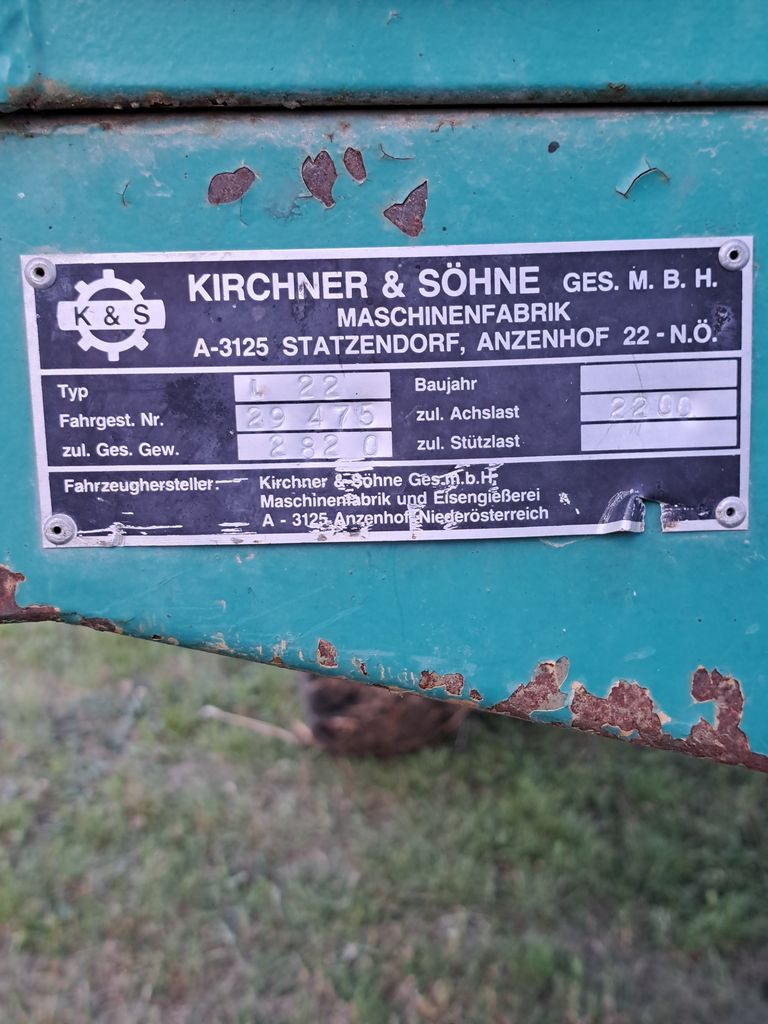 K & S
KIRCHNER & SÖHNE GES. M. B. H.
MASCHINENFABRIK
A-3125 STATZENDORF, ANZENHOF 22 - N.Ö.
Typ L 22 Baujahr
Fahrgest. Nr. 29 475 zul. Achslast 2200
zul. Ges. Gew. 2820 zul. Stützlast
Fahrzeughersteller: Kirchner & Söhne Ges.m.b.H.
Maschinenfabrik und Eisengießerei
A - 3125 Anzenhof, Niederösterreich